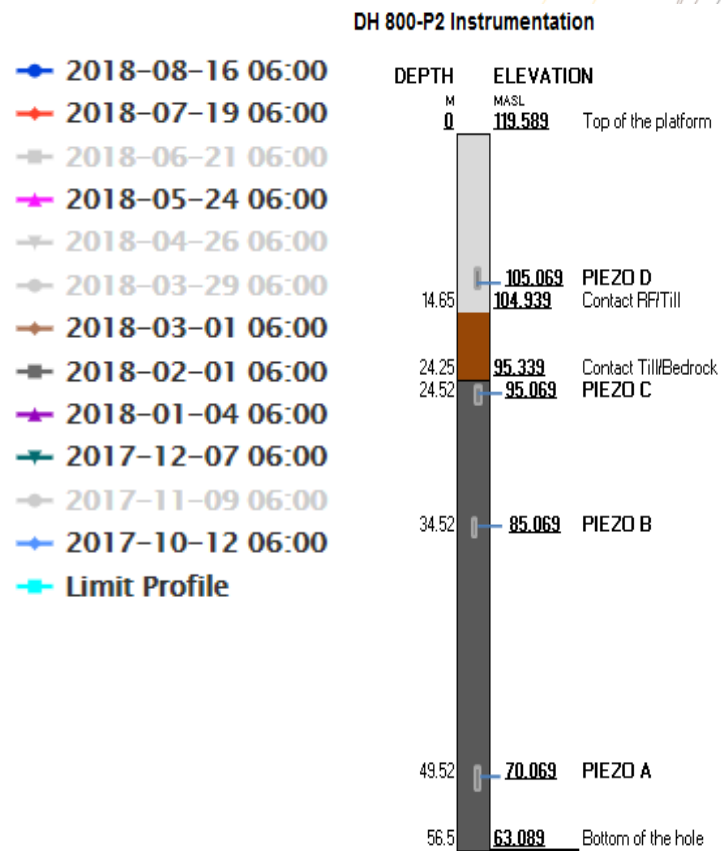 DH 800-P2 Instrumentation
2018-08-16 06:00
2018-07-19 06:00
2018-06-21 06:00
2018-05-24 06:00
2018-04-26 06:00
2018-03-29 06:00
2018-03-01 06:00
2018-02-01 06:00
2018-01-04 06:00
2017-12-07 06:00
2017-11-09 06:00
2017-10-12 06:00
Limit Profile
DEPTH ELEVATION
M MASL
0 119.589 Top of the platform
105.069 PIEZO D
14.65 104.939 Contact RF/Till
24.25 95.339 Contact Till/Bedrock
24.52 95.069 PIEZO C
34.52 85.069 PIEZO B
49.52 70.069 PIEZO A
56.5 63.089 Bottom of the hole